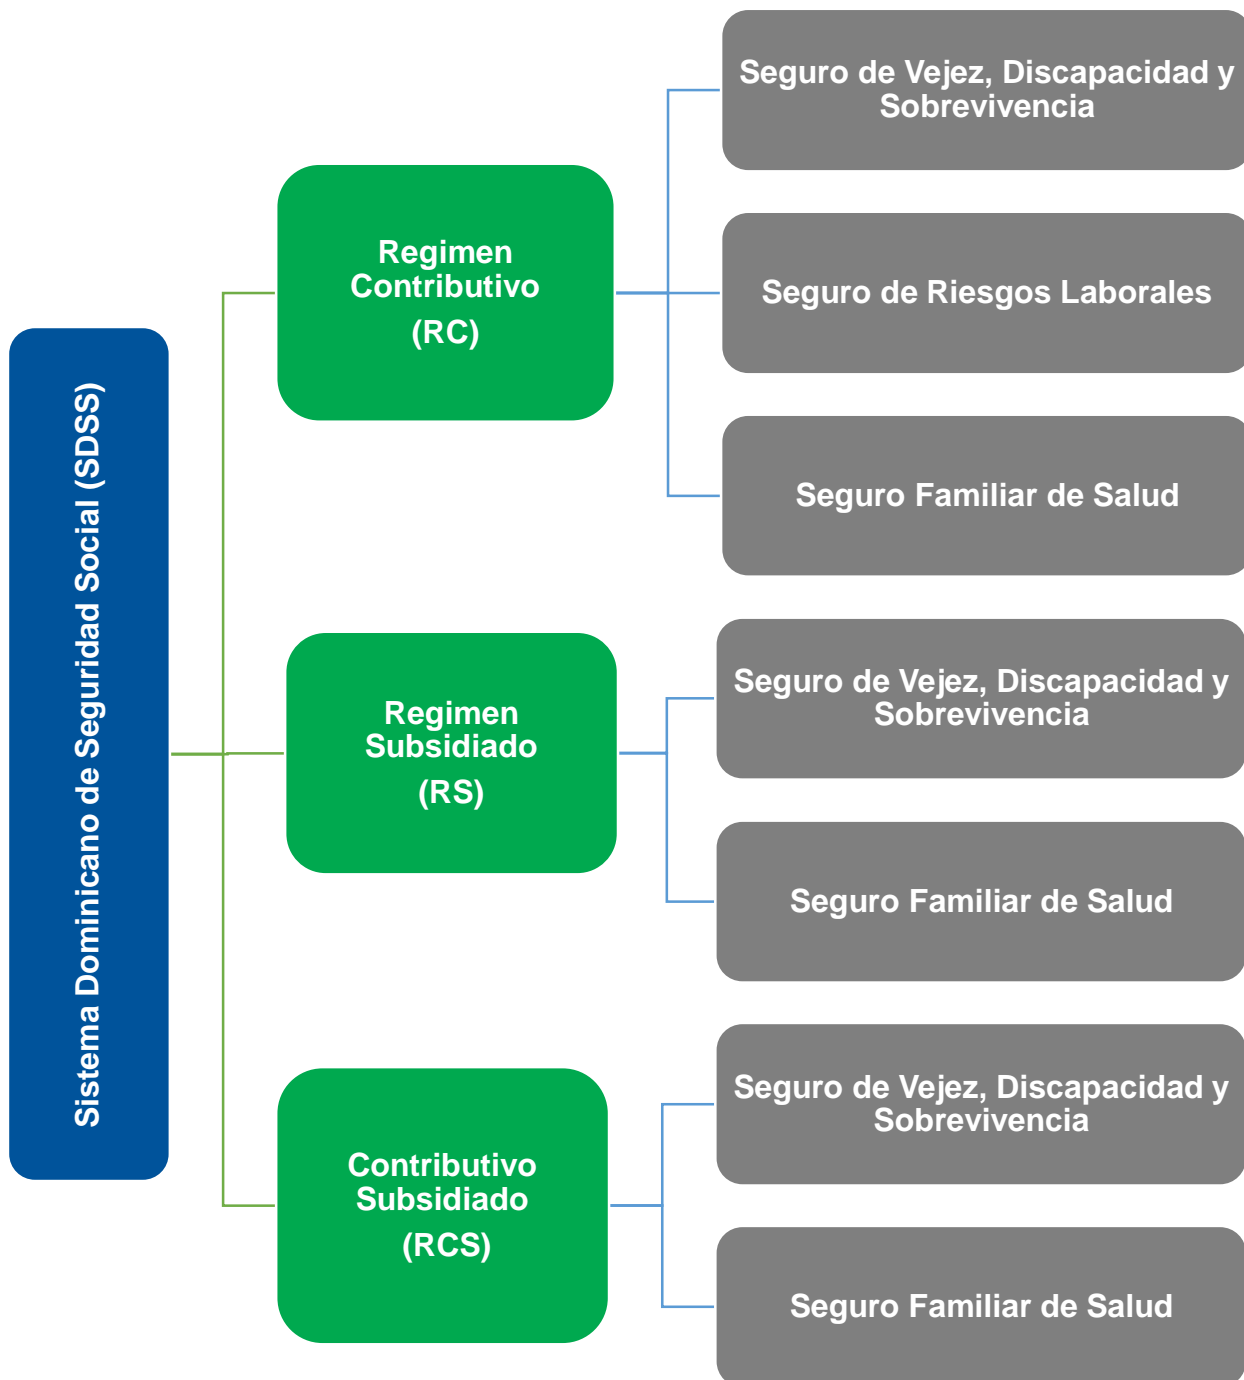 Sistema Dominicano de Seguridad Social (SDSS)
Regimen
Contributivo
(RC)
Seguro de Vejez, Discapacidad y
Sobrevivencia
Seguro de Riesgos Laborales
Seguro Familiar de Salud
Regimen
Subsidiado
(RS)
Seguro de Vejez, Discapacidad y
Sobrevivencia
Seguro Familiar de Salud
Contributivo
Subsidiado
(RCS)
Seguro de Vejez, Discapacidad y
Sobrevivencia
Seguro Familiar de Salud